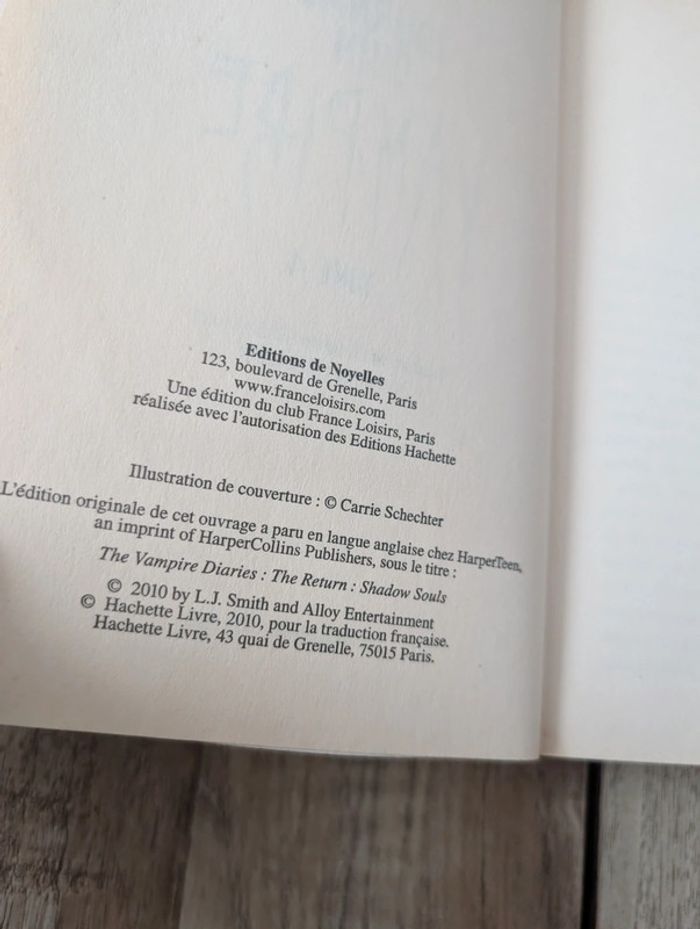 Editions de Noyelles
123, boulevard de Grenelle, Paris
www.franceloisirs.com
Une édition du club France Loisirs, Paris
réalisée avec l'autorisation des Editions Hachette
Illustration de couverture : © Carrie Schechter
L'édition originale de cet ouvrage a paru en langue anglaise chez HarperTeen,
an imprint of HarperCollins Publishers, sous le titre :
The Vampire Diaries : The Return : Shadow Souls
© 2010 by L.J. Smith and Alloy Entertainment
© Hachette Livre, 2010, pour la traduction française.
Hachette Livre, 43 quai de Grenelle, 75015 Paris.